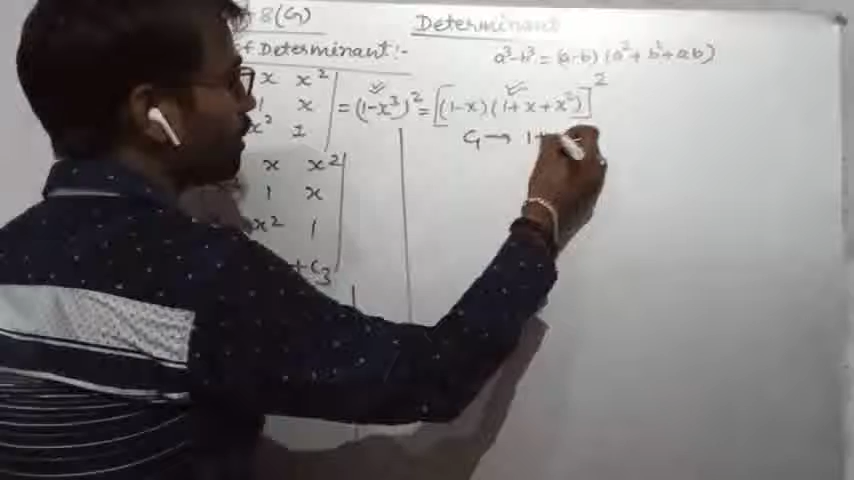 8(G) Determinant
f Determinant:-
a³-b³ = (a-b) (a²+b²+ab)
x x²
1 x = (1-x³)² = [(1-x)(1+x+x²)]²
x² 1
C₁ → 1+
x x²
1 x
x² 1
+C₃